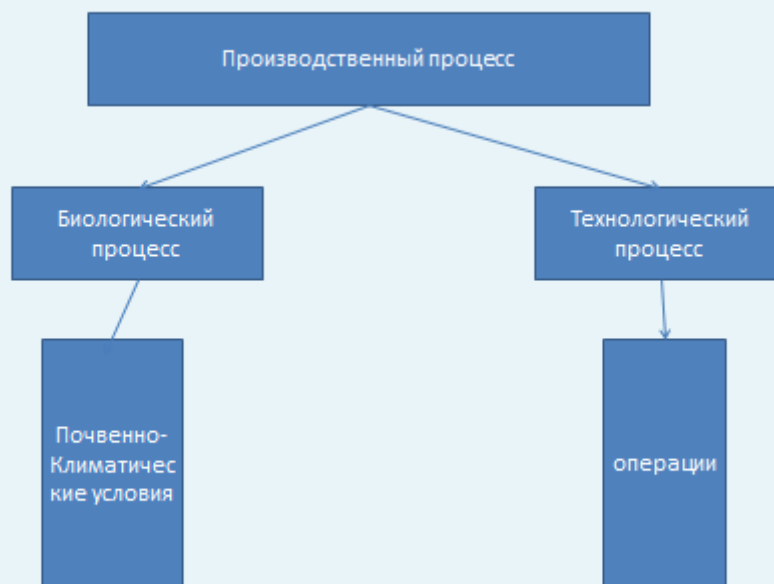 Производственный процесс
Биологический
процесс
Технологический
процесс
Почвенно-
Климатичес
кие условия
операции